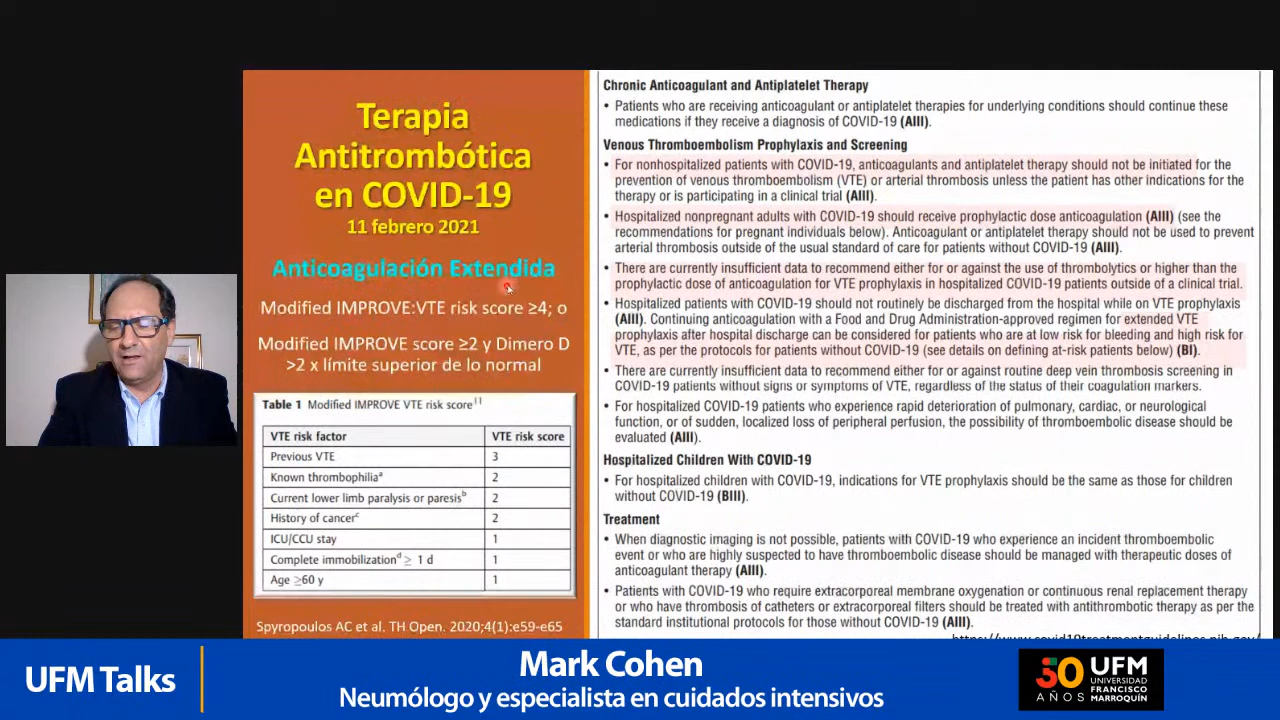 Terapia
Antitrombótica
en COVID-19
11 febrero 2021
Anticoagulación Extendida
Modified IMPROVE:VTE risk score ≥4; o
Modified IMPROVE score ≥2 y Dimero D
>2 x límite superior de lo normal
Table 1 Modified IMPROVE VTE risk score11
VTE risk factor VTE risk score
Previous VTE 3
Known thrombophiliaa 2
Current lower limb paralysis or paresisb 2
History of cancerc 2
ICU/CCU stay 1
Complete immobilizationd ≥ 1 d 1
Age ≥60 y 1
Spyropoulos AC et al. TH Open. 2020;4(1):e59-e65
Chronic Anticoagulant and Antiplatelet Therapy
• Patients who are receiving anticoagulant or antiplatelet therapies for underlying conditions should continue these
medications if they receive a diagnosis of COVID-19 (AIII).
Venous Thromboembolism Prophylaxis and Screening
• For nonhospitalized patients with COVID-19, anticoagulants and antiplatelet therapy should not be initiated for the
prevention of venous thromboembolism (VTE) or arterial thrombosis unless the patient has other indications for the
therapy or is participating in a clinical trial (AIII).
• Hospitalized nonpregnant adults with COVID-19 should receive prophylactic dose anticoagulation (AIII) (see the
recommendations for pregnant individuals below). Anticoagulant or antiplatelet therapy should not be used to prevent
arterial thrombosis outside of the usual standard of care for patients without COVID-19 (AIII).
• There are currently insufficient data to recommend either for or against the use of thrombolytics or higher than the
prophylactic dose of anticoagulation for VTE prophylaxis in hospitalized COVID-19 patients outside of a clinical trial.
• Hospitalized patients with COVID-19 should not routinely be discharged from the hospital while on VTE prophylaxis
(AIII). Continuing anticoagulation with a Food and Drug Administration-approved regimen for extended VTE
prophylaxis after hospital discharge can be considered for patients who are at low risk for bleeding and high risk for
VTE, as per the protocols for patients without COVID-19 (see details on defining at-risk patients below) (BI).
• There are currently insufficient data to recommend either for or against routine deep vein thrombosis screening in
COVID-19 patients without signs or symptoms of VTE, regardless of the status of their coagulation markers.
• For hospitalized COVID-19 patients who experience rapid deterioration of pulmonary, cardiac, or neurological
function, or of sudden, localized loss of peripheral perfusion, the possibility of thromboembolic disease should be
evaluated (AIII).
Hospitalized Children With COVID-19
• For hospitalized children with COVID-19, indications for VTE prophylaxis should be the same as those for children
without COVID-19 (BIII).
Treatment
• When diagnostic imaging is not possible, patients with COVID-19 who experience an incident thromboembolic
event or who are highly suspected to have thromboembolic disease should be managed with therapeutic doses of
anticoagulant therapy (AIII).
• Patients with COVID-19 who require extracorporeal membrane oxygenation or continuous renal replacement therapy
or who have thrombosis of catheters or extracorporeal filters should be treated with antithrombotic therapy as per the
standard institutional protocols for those without COVID-19 (AIII).
https://www.covid19treatmentguidelines.nih.gov/
UFM Talks
Mark Cohen
Neumólogo y especialista en cuidados intensivos
50
AÑOS
UFM
UNIVERSIDAD
FRANCISCO
MARROQUÍN